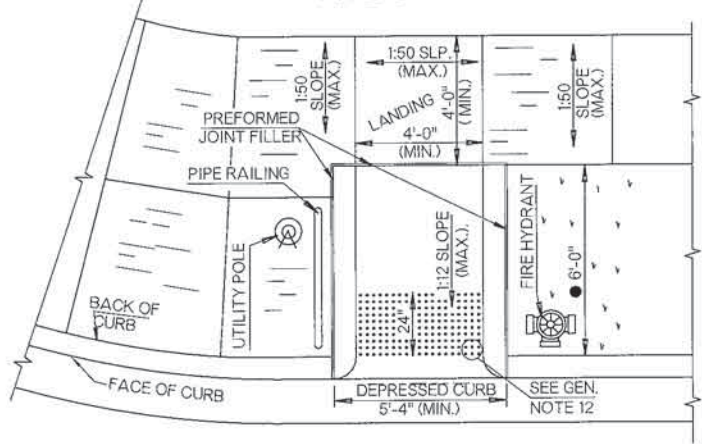 1:50
SLOPE
(MAX.)
1:50 SLP.
(MAX.)
LANDING
4'-0"
(MIN.)
4'-0"
(MIN.)
1:50
SLOPE
(MAX.)
PREFORMED
JOINT FILLER
PIPE RAILING
UTILITY POLE
1:12 SLOPE
(MAX.).
24"
FIRE HYDRANT
6'-0"
BACK OF
CURB
FACE OF CURB
DEPRESSED CURB
5'-4" (MIN.)
SEE GEN.
NOTE 12